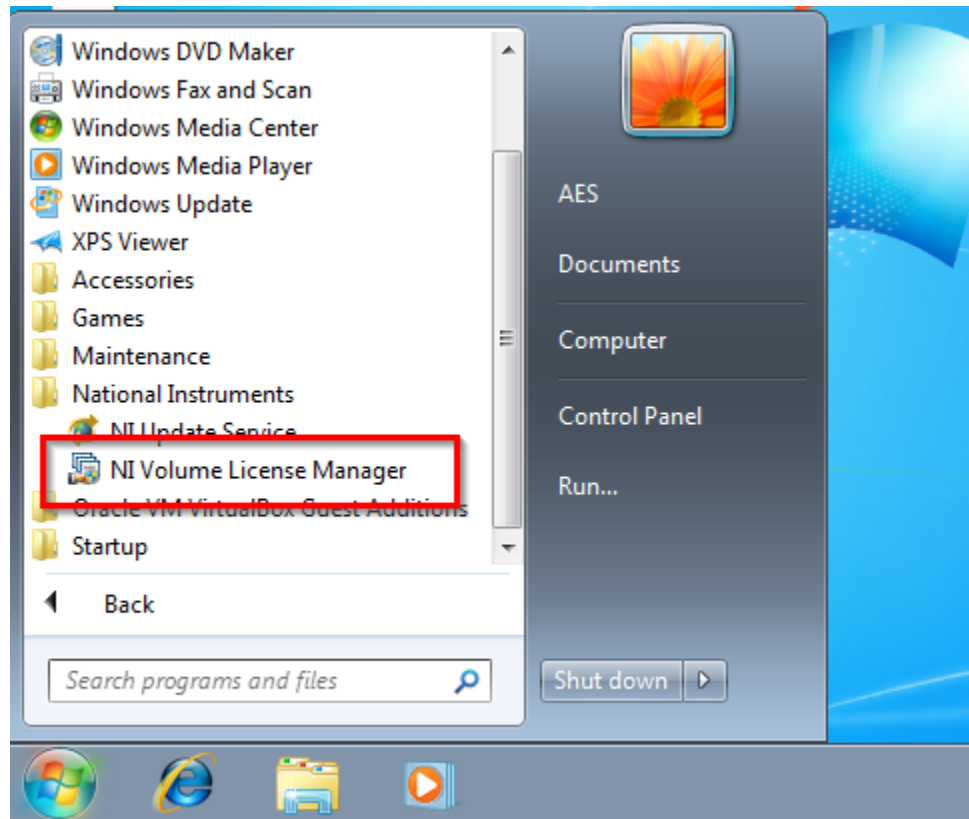 Windows DVD Maker
Windows Fax and Scan
Windows Media Center
Windows Media Player
Windows Update
XPS Viewer
Accessories
Games
Maintenance
National Instruments
NI Update Service
NI Volume License Manager
Oracle VM VirtualBox Guest Additions
Startup
Back
Search programs and files
AES
Documents
Computer
Control Panel
Run...
Shut down